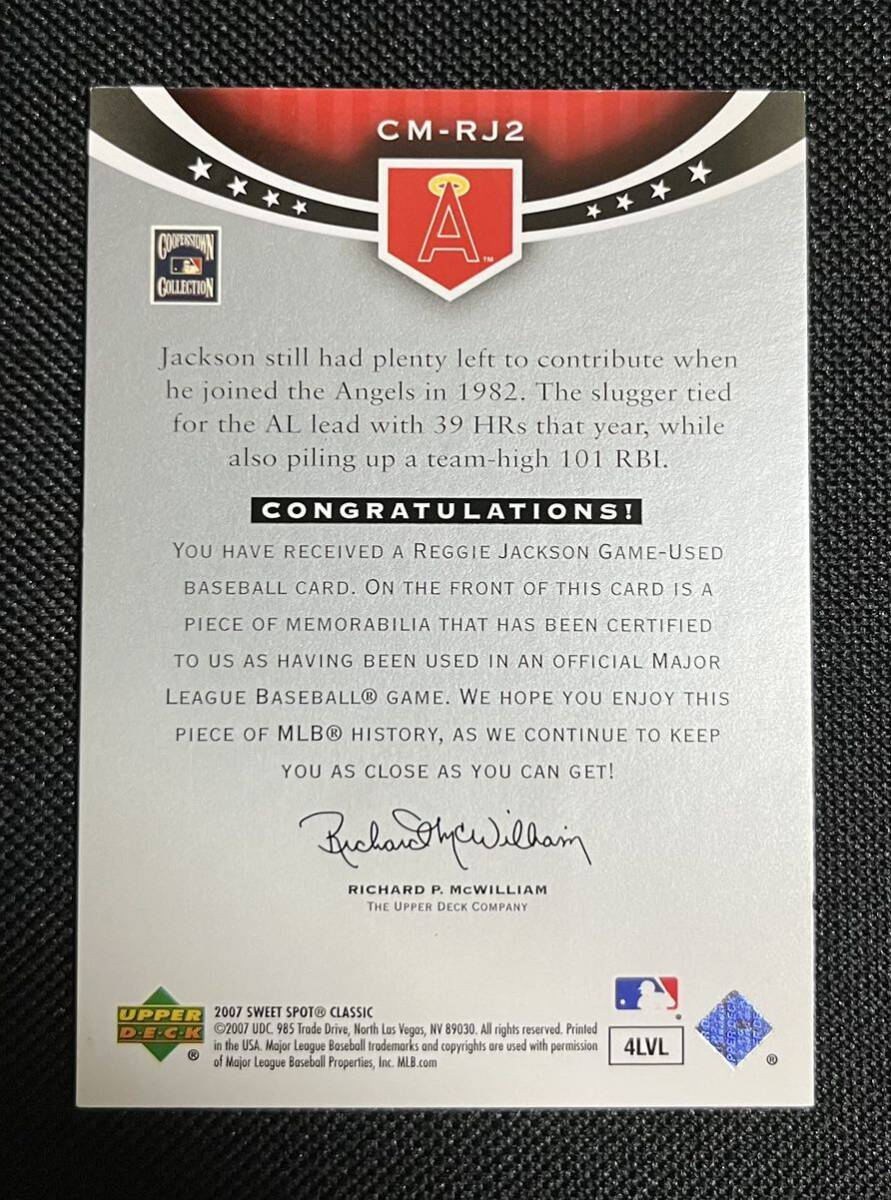 CM-RJ2
A™
COOPERSTOWN
COLLECTION
Jackson still had plenty left to contribute when
he joined the Angels in 1982. The slugger tied
for the AL lead with 39 HRs that year, while
also piling up a team-high 101 RBI.
CONGRATULATIONS!
YOU HAVE RECEIVED A REGGIE JACKSON GAME-USED
BASEBALL CARD. ON THE FRONT OF THIS CARD IS A
PIECE OF MEMORABILIA THAT HAS BEEN CERTIFIED
TO US AS HAVING BEEN USED IN AN OFFICIAL MAJOR
LEAGUE BASEBALL® GAME. WE HOPE YOU ENJOY THIS
PIECE OF MLB® HISTORY, AS WE CONTINUE TO KEEP
YOU AS CLOSE AS YOU CAN GET!
Richard P McWilliam
RICHARD P. McWILLIAM
THE UPPER DECK COMPANY
UPPER
D·E·C·K
®
2007 SWEET SPOT® CLASSIC
©2007 UDC. 985 Trade Drive, North Las Vegas, NV 89030. All rights reserved. Printed
in the USA. Major League Baseball trademarks and copyrights are used with permission
of Major League Baseball Properties, Inc. MLB.com
®
4LVL
®